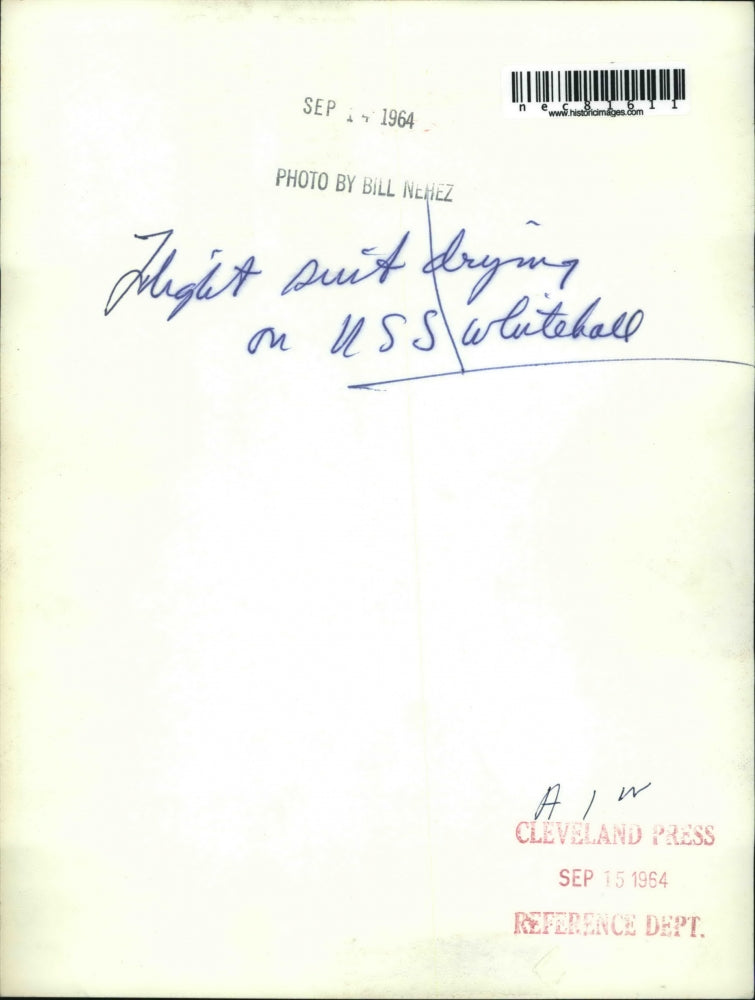 nec81611
www.historicimages.com
SEP 14 1964
PHOTO BY BILL NEHEZ
Flight suit drying
on USS Whitehall
A / W
CLEVELAND PRESS
SEP 15 1964
REFERENCE DEPT.